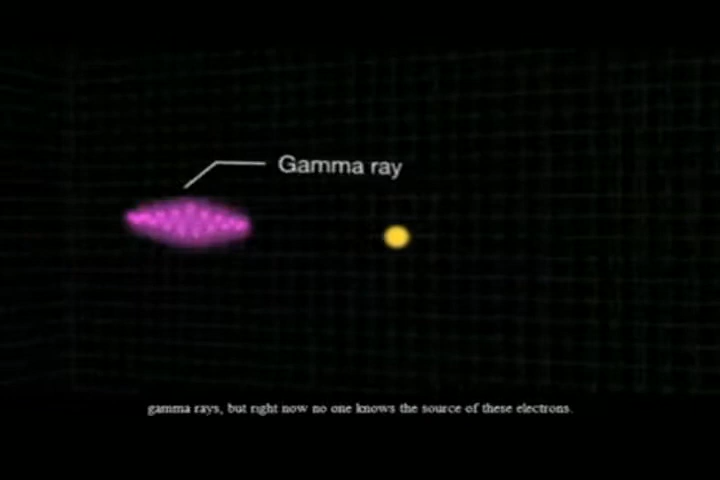 Gamma ray
gamma rays, but right now no one knows the source of these electrons.